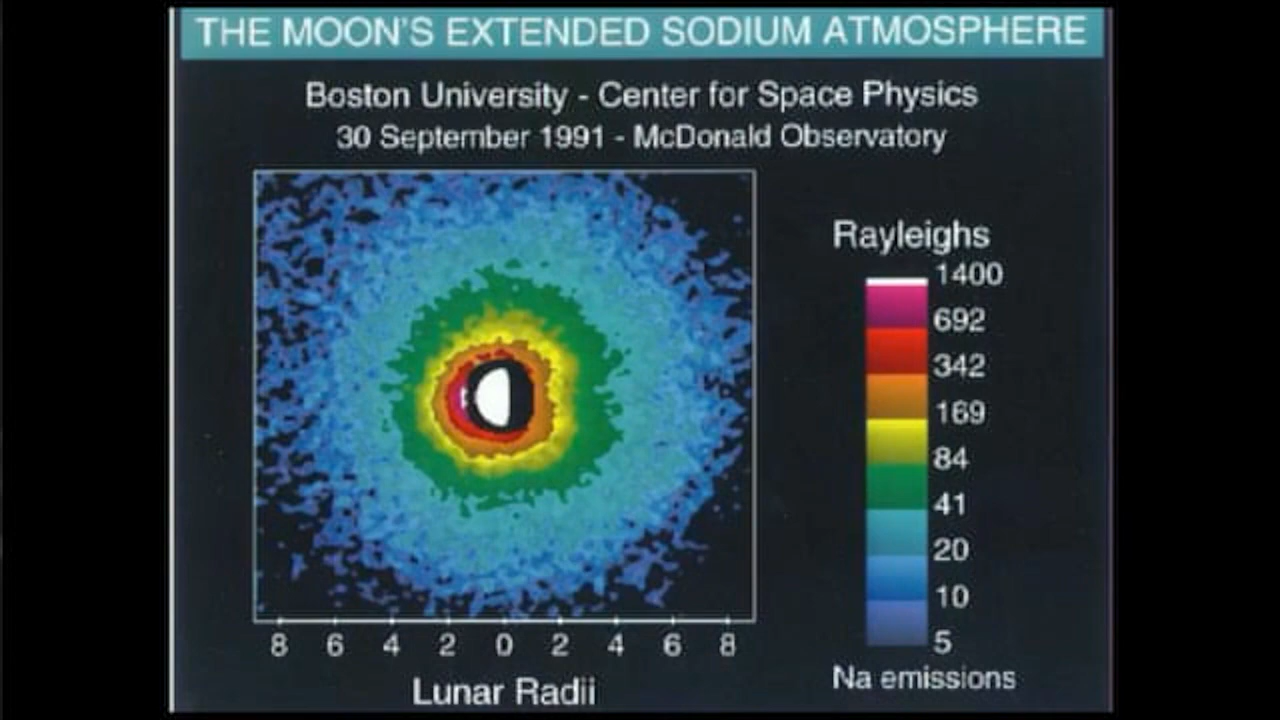 THE MOON'S EXTENDED SODIUM ATMOSPHERE
Boston University - Center for Space Physics
30 September 1991 - McDonald Observatory
Rayleighs
1400
692
342
169
84
41
20
10
5
Na emissions
8 6 4 2 0 2 4 6 8
Lunar Radii